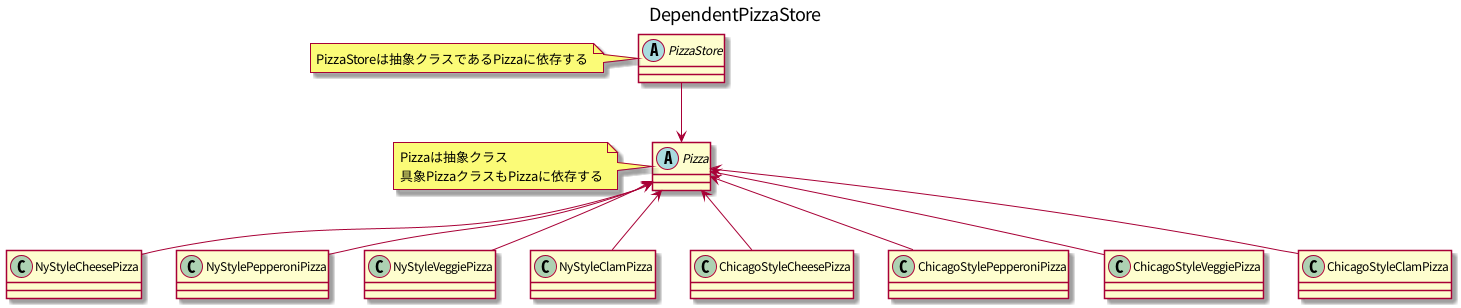 DependentPizzaStore
PizzaStoreは抽象クラスであるPizzaに依存する
A PizzaStore
Pizzaは抽象クラス
具象PizzaクラスもPizzaに依存する
A Pizza
C NyStyleCheesePizza
C NyStylePepperoniPizza
C NyStyleVeggiePizza
C NyStyleClamPizza
C ChicagoStyleCheesePizza
C ChicagoStylePepperoniPizza
C ChicagoStyleVeggiePizza
C ChicagoStyleClamPizza